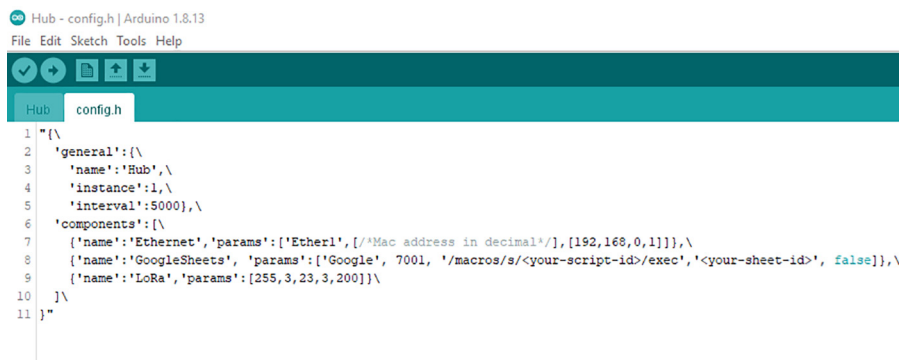 Hub - config.h | Arduino 1.8.13
File Edit Sketch Tools Help
Hub config.h
1 "{\
2 'general':{\
3 'name':'Hub',\
4 'instance':1,\
5 'interval':5000},\
6 'components':[\
7 {'name':'Ethernet','params':['Ether1',[/*Mac address in decimal*/],[192,168,0,1]]},\
8 {'name':'GoogleSheets', 'params':['Google', 7001, '/macros/s/<your-script-id>/exec','<your-sheet-id>', false]},\
9 {'name':'LoRa','params':[255,3,23,3,200]}\
10 ]\
11 }"